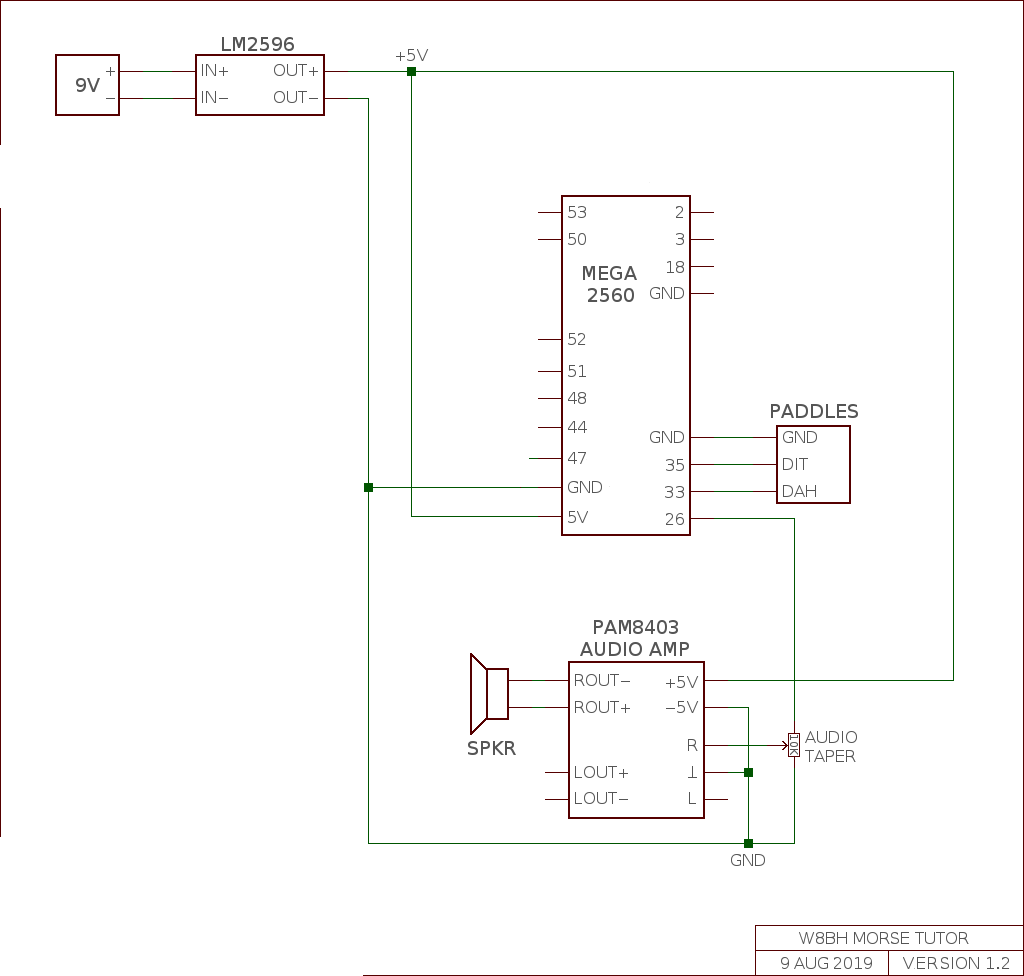 LM2596
+5V
9V
+
−
IN+
OUT+
IN−
OUT−
53
2
50
3
18
MEGA
2560
GND
52
51
48
44
47
GND
5V
GND
35
33
26
PADDLES
GND
DIT
DAH
PAM8403
AUDIO AMP
ROUT−
+5V
ROUT+
−5V
R
LOUT+
⊥
LOUT−
L
SPKR
10K
AUDIO
TAPER
GND
W8BH MORSE TUTOR
9 AUG 2019
VERSION 1.2